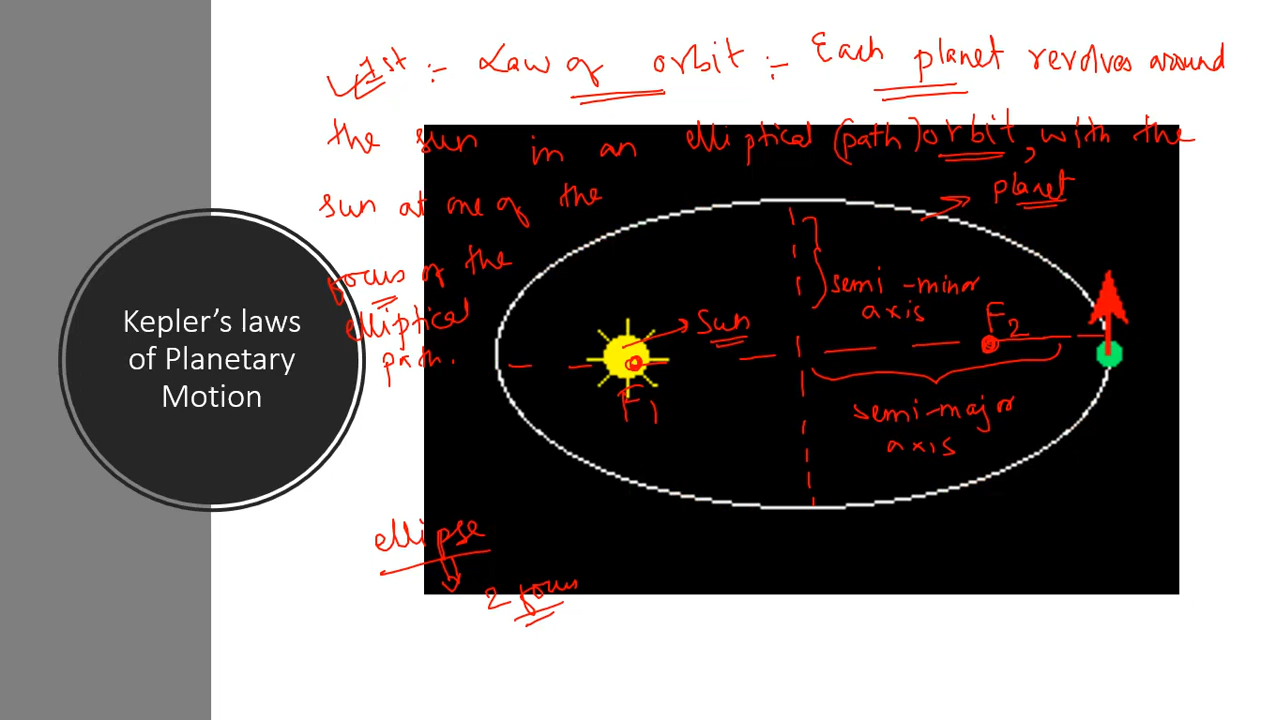 1st :- Law of orbit :- Each planet revolves around
the sun in an elliptical (path) orbit, with the
sun at one of the
focus of the
elliptical
path.
Kepler's laws
of Planetary
Motion
planet
semi-minor
axis
Sun
F2
F1
semi-major
axis
ellipse
2 focus